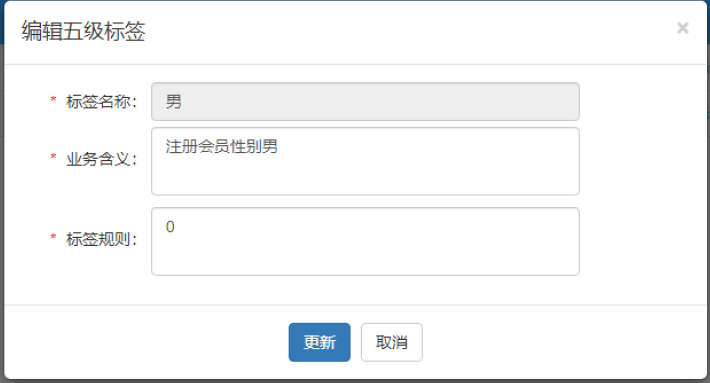 编辑五级标签 ×
* 标签名称： 男
* 业务含义： 注册会员性别男
* 标签规则： 0
更新 取消